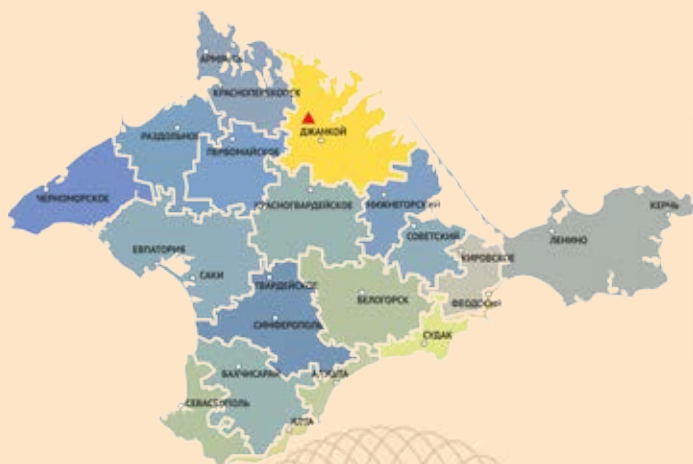 АРМЯНСК
КРАСНОПЕРЕКОПСК
ДЖАНКОЙ
РАЗДОЛЬНОЕ
ПЕРВОМАЙСКОЕ
ЧЕРНОМОРСКОЕ
КРАСНОГВАРДЕЙСКОЕ
НИЖНЕГОРСКИЙ
КЕРЧЬ
СОВЕТСКИЙ
ЛЕНИНО
ЕВПАТОРИЯ
КИРОВСКОЕ
САКИ
ГВАРДЕЙСКОЕ
БЕЛОГОРСК
ФЕОДОСИЯ
СИМФЕРОПОЛЬ
СУДАК
БАХЧИСАРАЙ
АЛУШТА
СЕВАСТОПОЛЬ
ЯЛТА